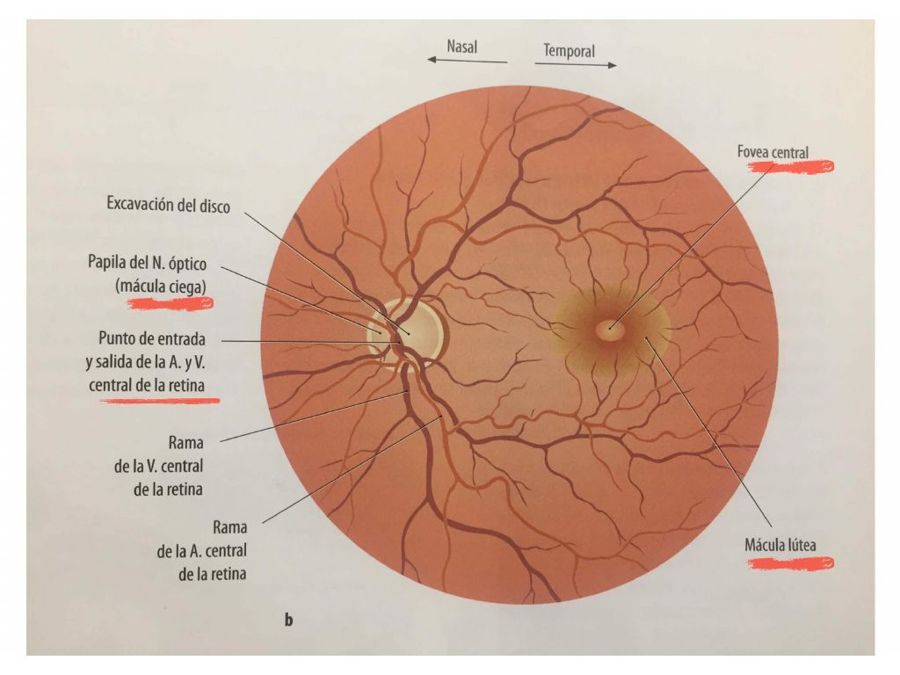 Nasal
Temporal
Fovea central
Excavación del disco
Papila del N. óptico
(mácula ciega)
Punto de entrada
y salida de la A. y V.
central de la retina
Rama
de la V. central
de la retina
Rama
de la A. central
de la retina
Mácula lútea
b